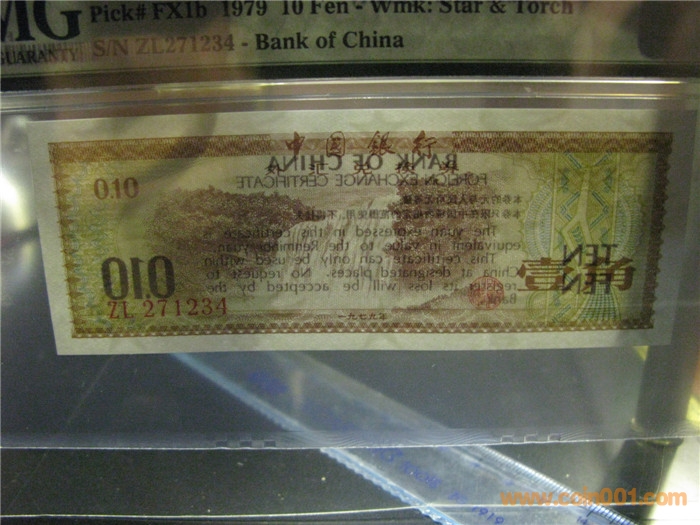 MG Pick# FX1b 1979 10 Fen - Wmk: Star & Torch
GUARANTY S/N ZL271234 - Bank of China
中国银行
BANK OF CHINA
FOREIGN EXCHANGE CERTIFICATE
0.10
The yuan expressed in this certificate is
equivalent in value to the Renminbi yuan.
This certificate can only be used within
China at designated places. No request to
register its loss will be accepted by the
Bank.
0.10
TEN
FEN
壹角
ZL 271234
一九七九年
www.coin001.com